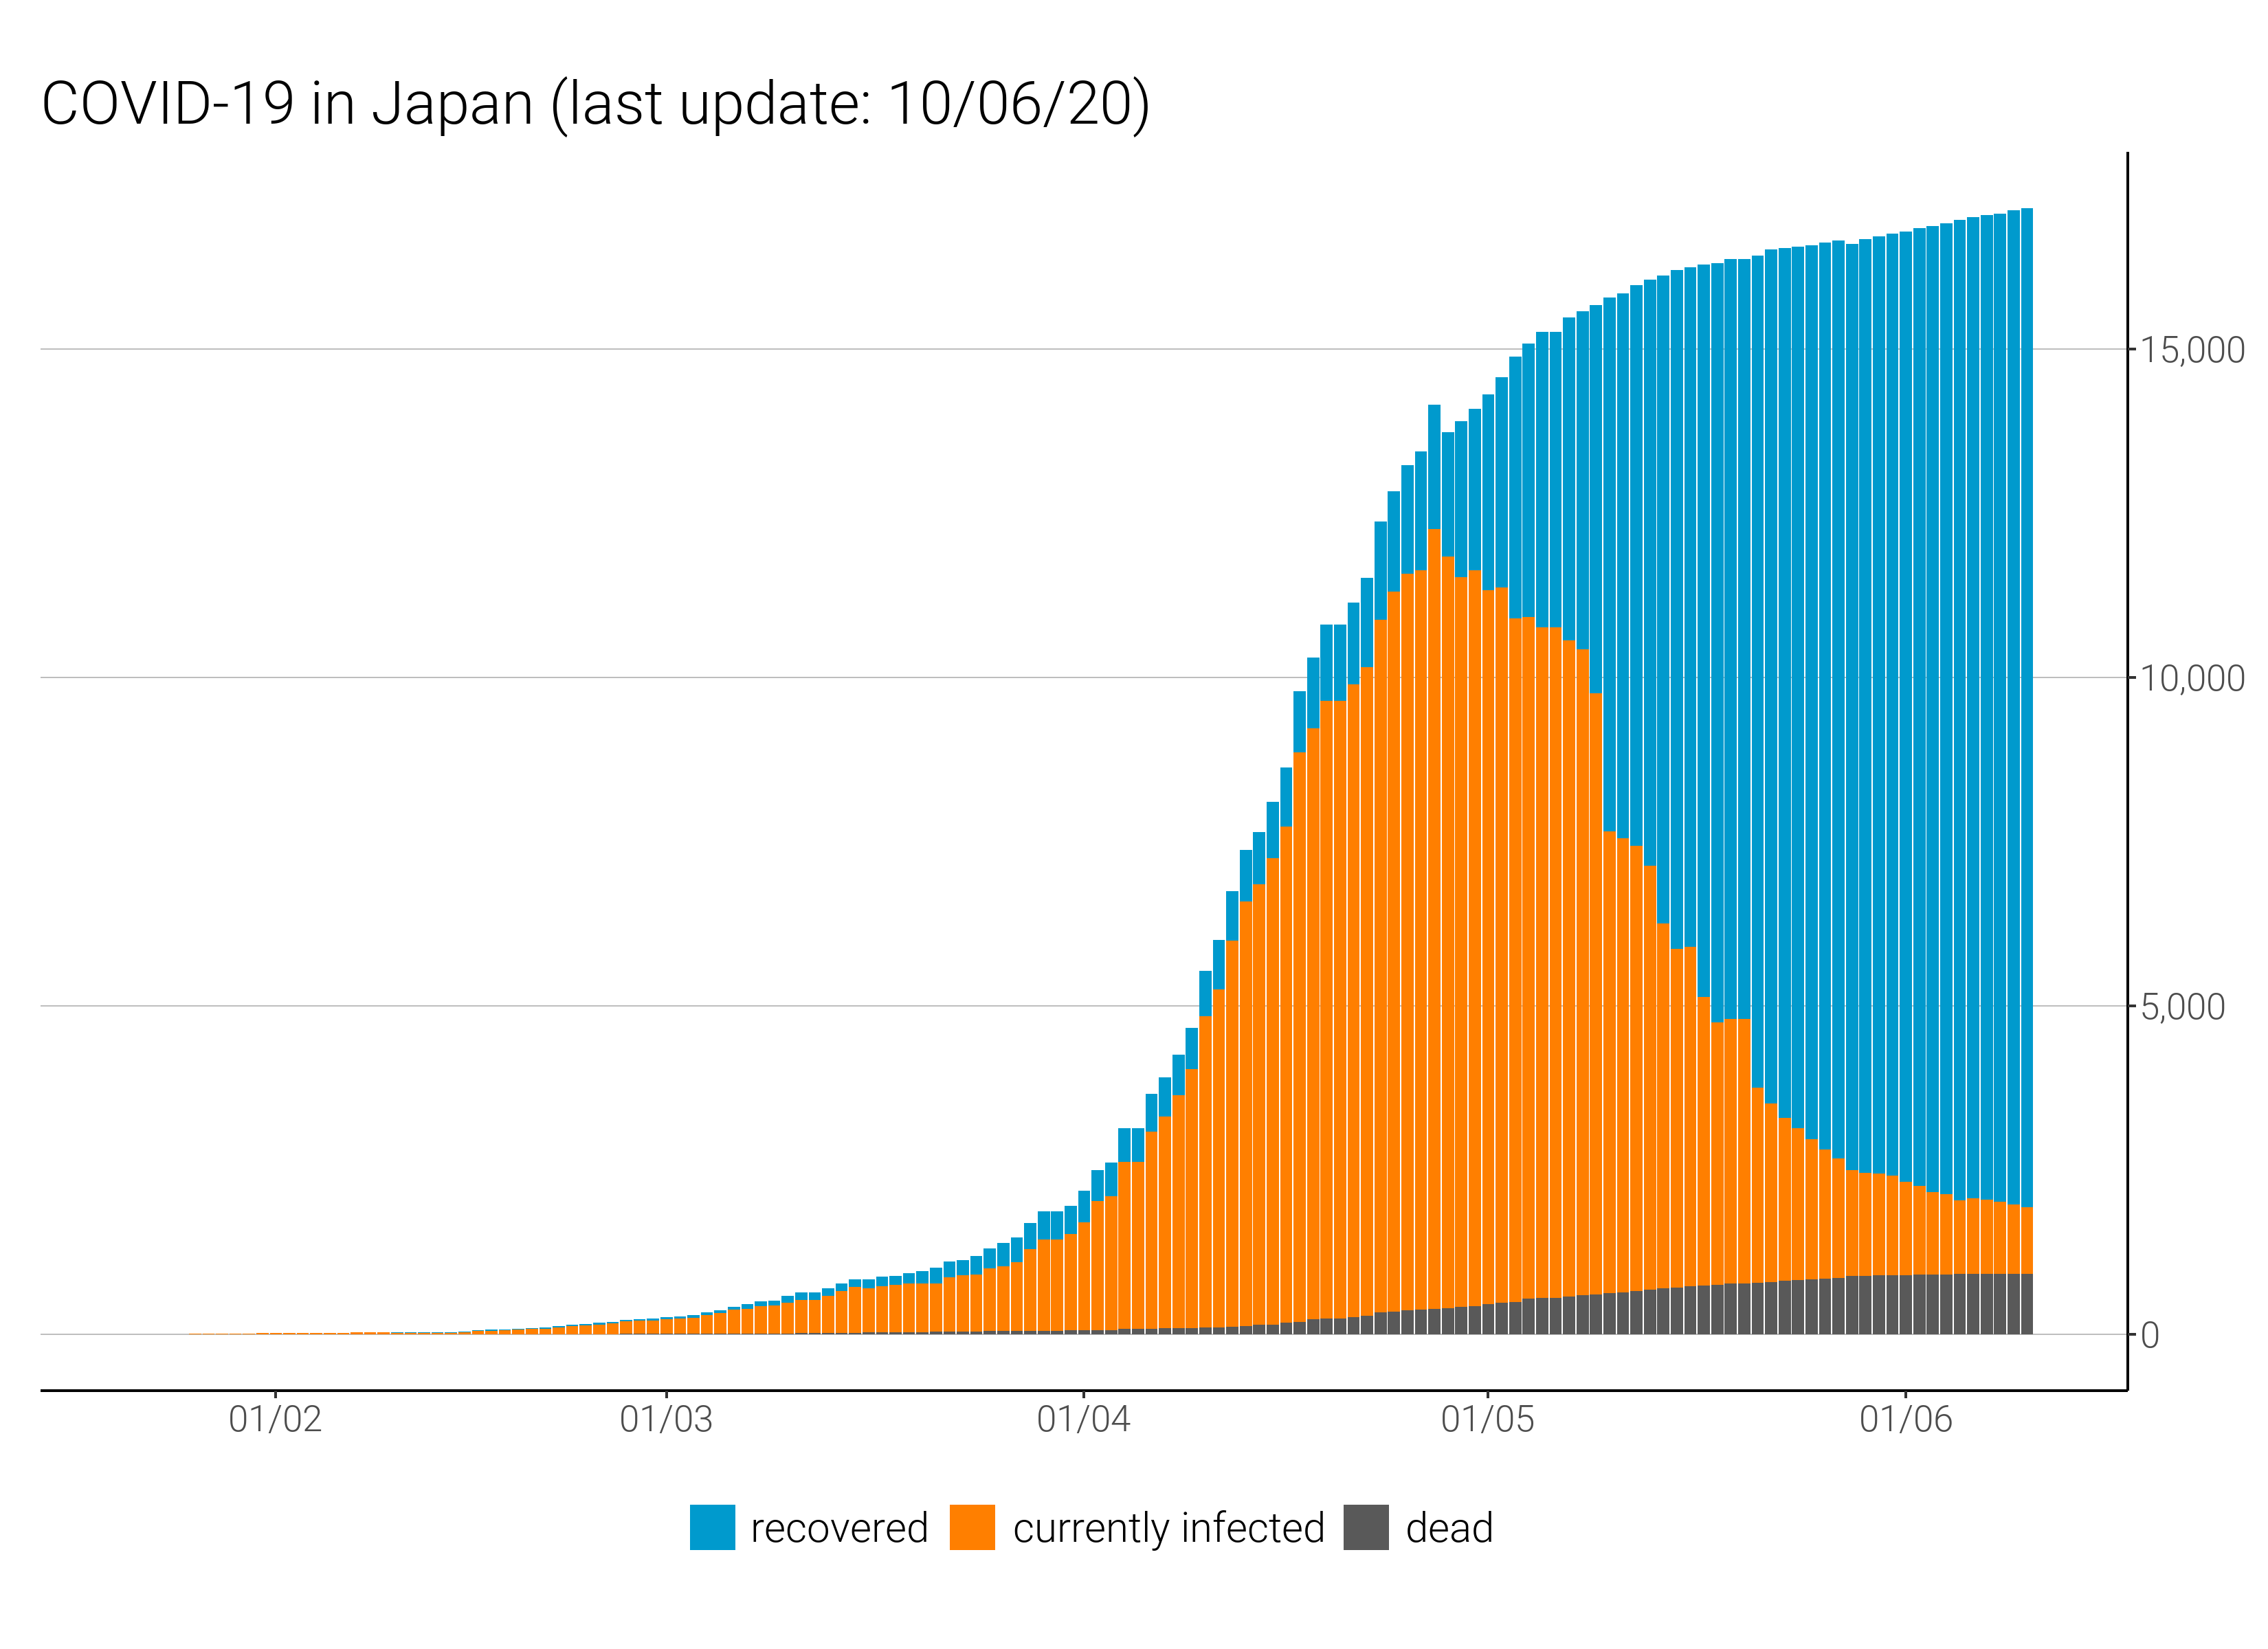 COVID-19 in Japan (last update: 10/06/20)
15,000
10,000
5,000
0
01/02 01/03 01/04 01/05 01/06
recovered currently infected dead